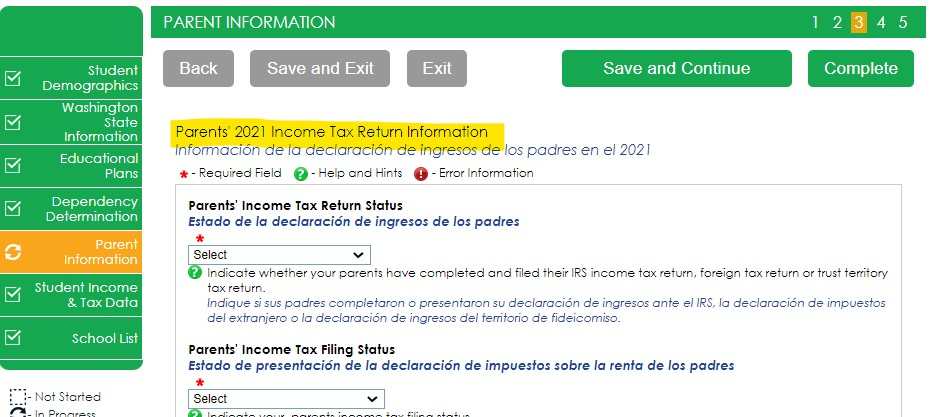 PARENT INFORMATION
1 2 3 4 5
Back
Save and Exit
Exit
Save and Continue
Complete
Student
Demographics
Washington
State
Information
Educational
Plans
Dependency
Determination
Parent
Information
Student Income
& Tax Data
School List
- Not Started
- In Progress
Parents' 2021 Income Tax Return Information
Información de la declaración de ingresos de los padres en el 2021
* - Required Field ? - Help and Hints ! - Error Information
Parents' Income Tax Return Status
Estado de la declaración de ingresos de los padres
*
Select
? Indicate whether your parents have completed and filed their IRS income tax return, foreign tax return or trust territory
tax return.
Indique si sus padres completaron o presentaron su declaración de ingresos ante el IRS, la declaración de impuestos
del extranjero o la declaración de ingresos del territorio de fideicomiso.
Parents' Income Tax Filing Status
Estado de presentación de la declaración de impuestos sobre la renta de los padres
*
Select
? Indicate your parents income tax filing status